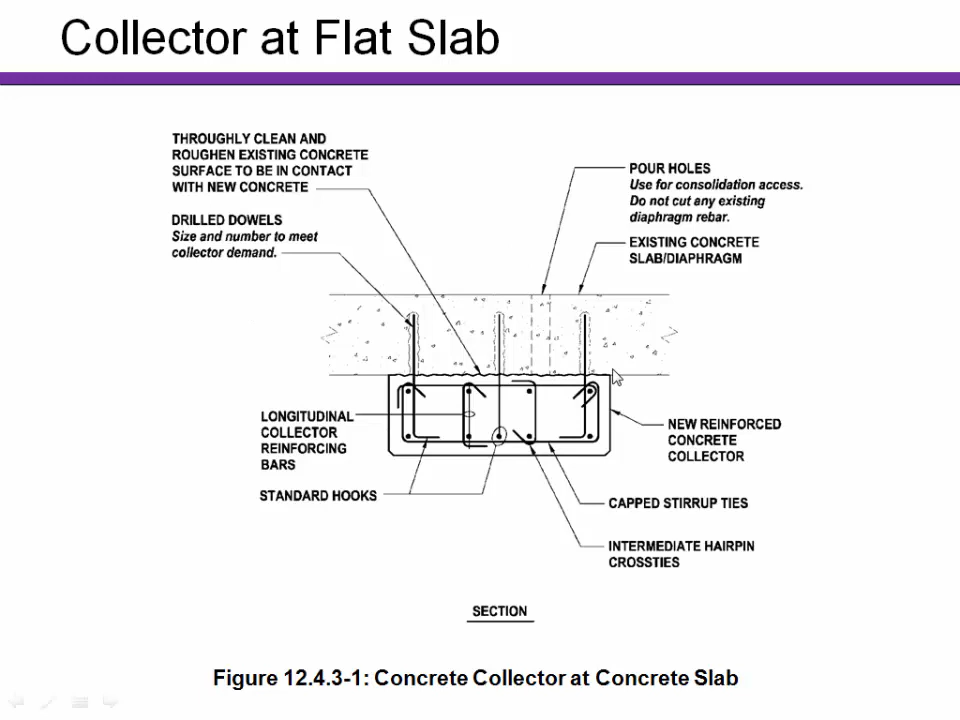 Collector at Flat Slab
THROUGHLY CLEAN AND
ROUGHEN EXISTING CONCRETE
SURFACE TO BE IN CONTACT
WITH NEW CONCRETE
DRILLED DOWELS
Size and number to meet
collector demand.
POUR HOLES
Use for consolidation access.
Do not cut any existing
diaphragm rebar.
EXISTING CONCRETE
SLAB/DIAPHRAGM
LONGITUDINAL
COLLECTOR
REINFORCING
BARS
STANDARD HOOKS
NEW REINFORCED
CONCRETE
COLLECTOR
CAPPED STIRRUP TIES
INTERMEDIATE HAIRPIN
CROSSTIES
SECTION
Figure 12.4.3-1: Concrete Collector at Concrete Slab